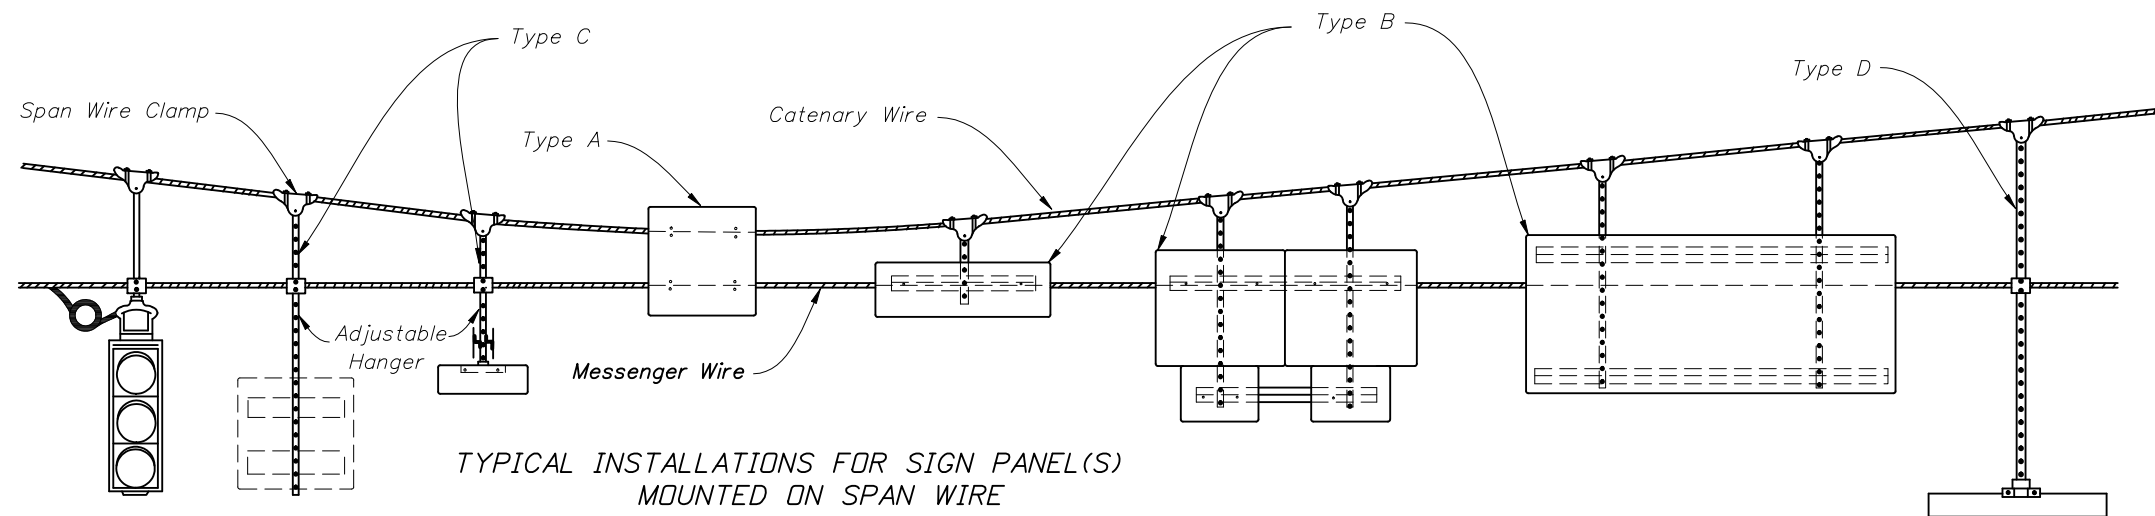 Type B
Type C
Type D
Span Wire Clamp
Catenary Wire
Type A
Adjustable
Hanger
Messenger Wire
TYPICAL INSTALLATIONS FOR SIGN PANEL(S)
MOUNTED ON SPAN WIRE